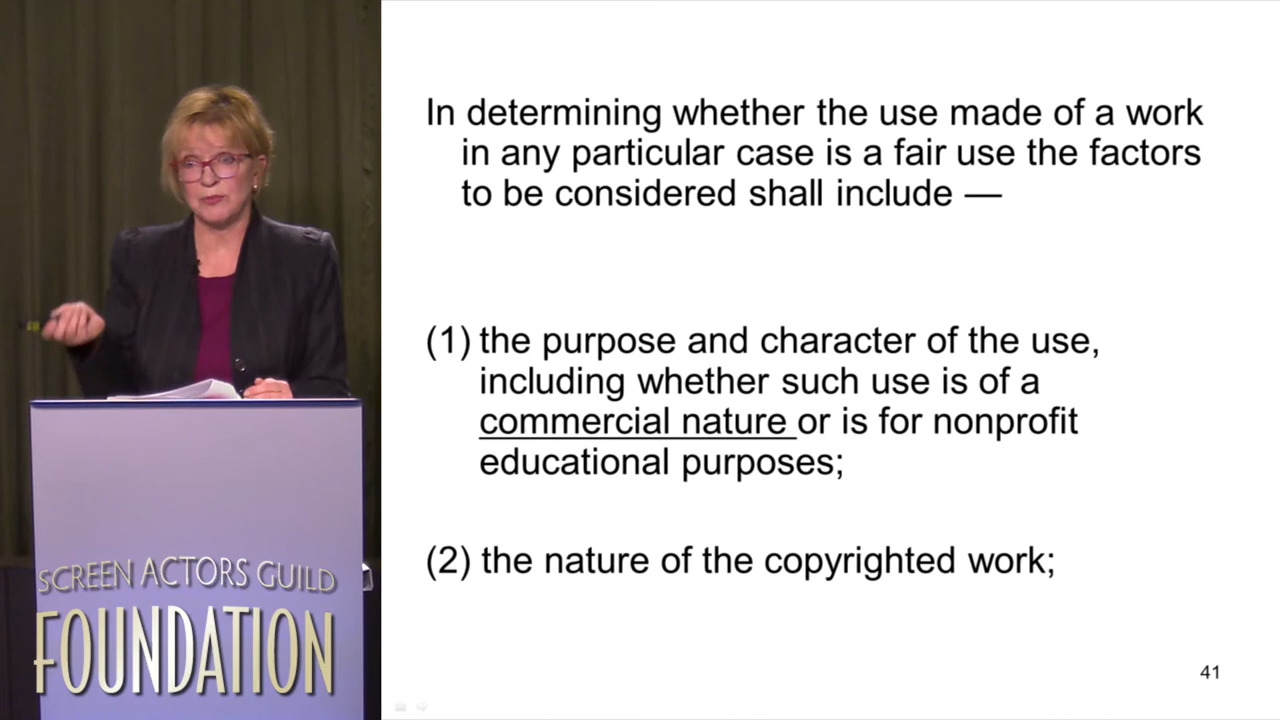 SCREEN ACTORS GUILD
FOUNDATION
In determining whether the use made of a work
in any particular case is a fair use the factors
to be considered shall include —
(1) the purpose and character of the use,
including whether such use is of a
commercial nature or is for nonprofit
educational purposes;
(2) the nature of the copyrighted work;
41